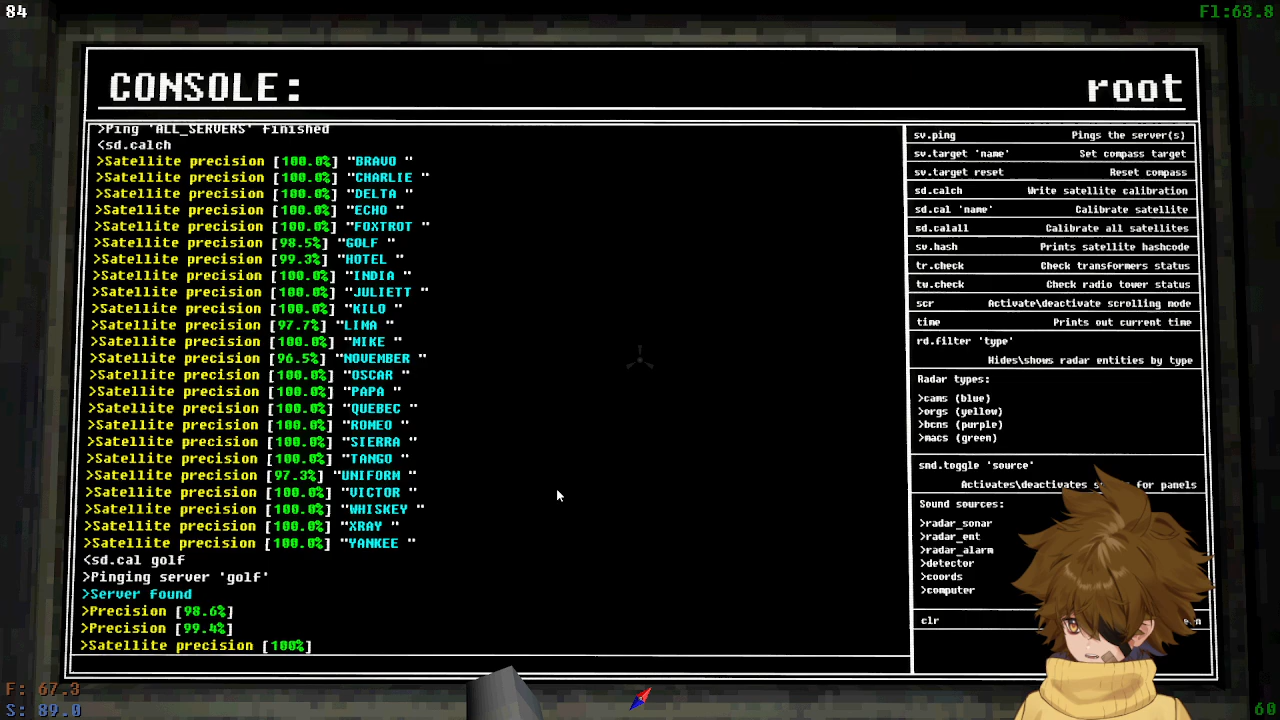 84
F1:63.8
CONSOLE:
root
>Ping 'ALL_SERVERS' finished
<sd.calch
>Satellite precision [100.0%] "BRAVO "
>Satellite precision [100.0%] "CHARLIE "
>Satellite precision [100.0%] "DELTA "
>Satellite precision [100.0%] "ECHO "
>Satellite precision [100.0%] "FOXTROT "
>Satellite precision [98.5%] "GOLF "
>Satellite precision [99.3%] "HOTEL "
>Satellite precision [100.0%] "INDIA "
>Satellite precision [100.0%] "JULIETT "
>Satellite precision [100.0%] "KILO "
>Satellite precision [97.7%] "LIMA "
>Satellite precision [100.0%] "MIKE "
>Satellite precision [96.5%] "NOVEMBER "
>Satellite precision [100.0%] "OSCAR "
>Satellite precision [100.0%] "PAPA "
>Satellite precision [100.0%] "QUEBEC "
>Satellite precision [100.0%] "ROMEO "
>Satellite precision [100.0%] "SIERRA "
>Satellite precision [100.0%] "TANGO "
>Satellite precision [97.3%] "UNIFORM "
>Satellite precision [100.0%] "VICTOR "
>Satellite precision [100.0%] "WHISKEY "
>Satellite precision [100.0%] "XRAY "
>Satellite precision [100.0%] "YANKEE "
<sd.cal golf
>Pinging server 'golf'
>Server found
>Precision [98.6%]
>Precision [99.4%]
>Satellite precision [100%]
sv.ping Pings the server(s)
sv.target 'name' Set compass target
sv.target reset Reset compass
sd.calch Write satellite calibration
sd.cal 'name' Calibrate satellite
sd.calall Calibrate all satellites
sv.hash Prints satellite hashcode
tr.check Check transformers status
tw.check Check radio tower status
scr Activate\deactivate scrolling mode
time Prints out current time
rd.filter 'type'
Hides\shows radar entities by type
Radar types:
>cams (blue)
>orgs (yellow)
>bcns (purple)
>macs (green)
snd.toggle 'source'
Activates\deactivates for panels
Sound sources:
>radar_sonar
>radar_ent
>radar_alarm
>detector
>coords
>computer
clr
F: 67.3
S: 89.0
60